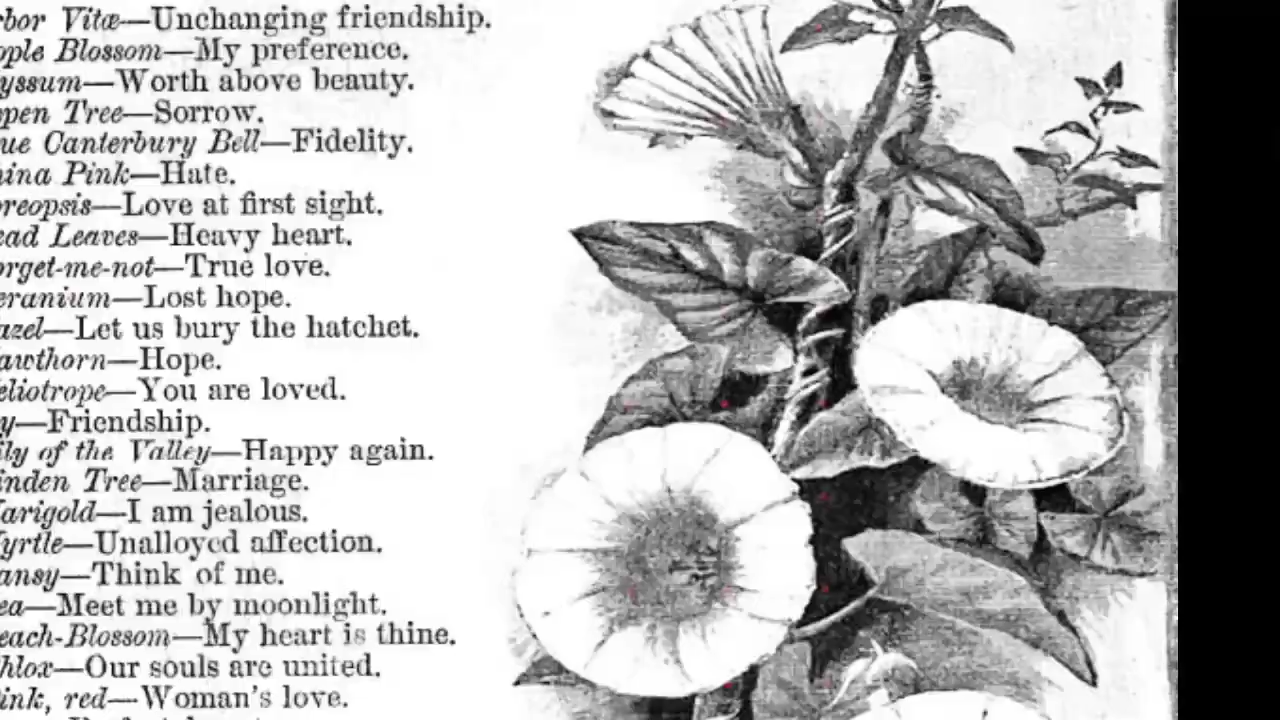 rbor Vitæ—Unchanging friendship.
pple Blossom—My preference.
yssum—Worth above beauty.
spen Tree—Sorrow.
ue Canterbury Bell—Fidelity.
hina Pink—Hate.
oreopsis—Love at first sight.
ead Leaves—Heavy heart.
orget-me-not—True love.
eranium—Lost hope.
azel—Let us bury the hatchet.
awthorn—Hope.
eliotrope—You are loved.
y—Friendship.
ily of the Valley—Happy again.
inden Tree—Marriage.
Marigold—I am jealous.
yrtle—Unalloyed affection.
ansy—Think of me.
ea—Meet me by moonlight.
each-Blossom—My heart is thine.
hlox—Our souls are united.
ink, red—Woman's love.